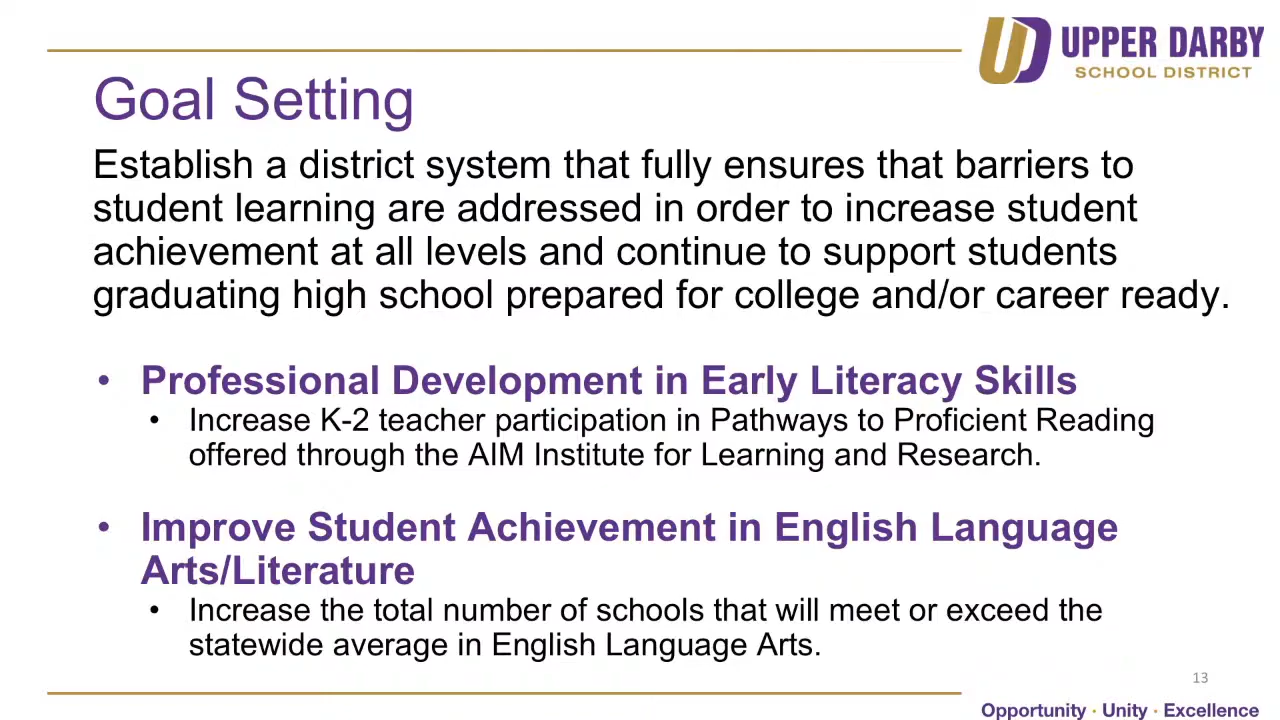 UPPER DARBY
SCHOOL DISTRICT
Goal Setting
Establish a district system that fully ensures that barriers to
student learning are addressed in order to increase student
achievement at all levels and continue to support students
graduating high school prepared for college and/or career ready.
• Professional Development in Early Literacy Skills
• Increase K-2 teacher participation in Pathways to Proficient Reading
offered through the AIM Institute for Learning and Research.
• Improve Student Achievement in English Language
Arts/Literature
• Increase the total number of schools that will meet or exceed the
statewide average in English Language Arts.
13
Opportunity · Unity · Excellence